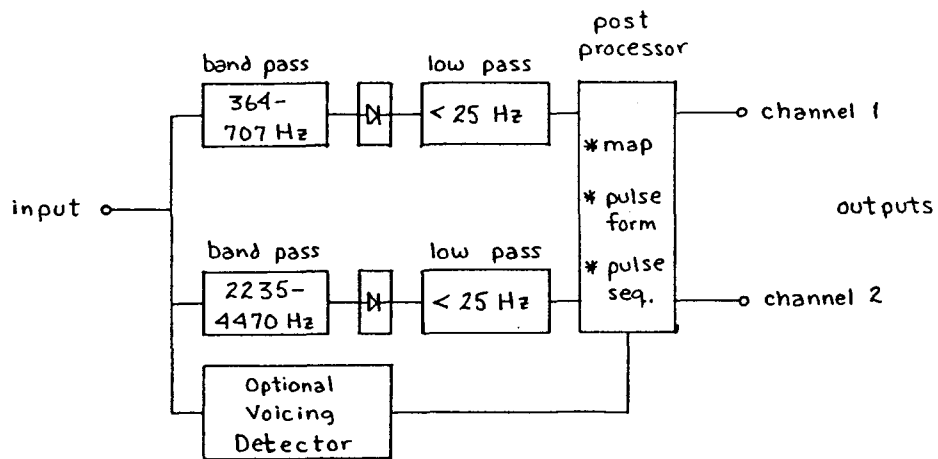 post
processor
band pass
low pass
364-
707 Hz
< 25 Hz
channel 1
* map
input
* pulse
form
outputs
band pass
low pass
* pulse
seq.
2235-
4470 Hz
< 25 Hz
channel 2
Optional
Voicing
Detector